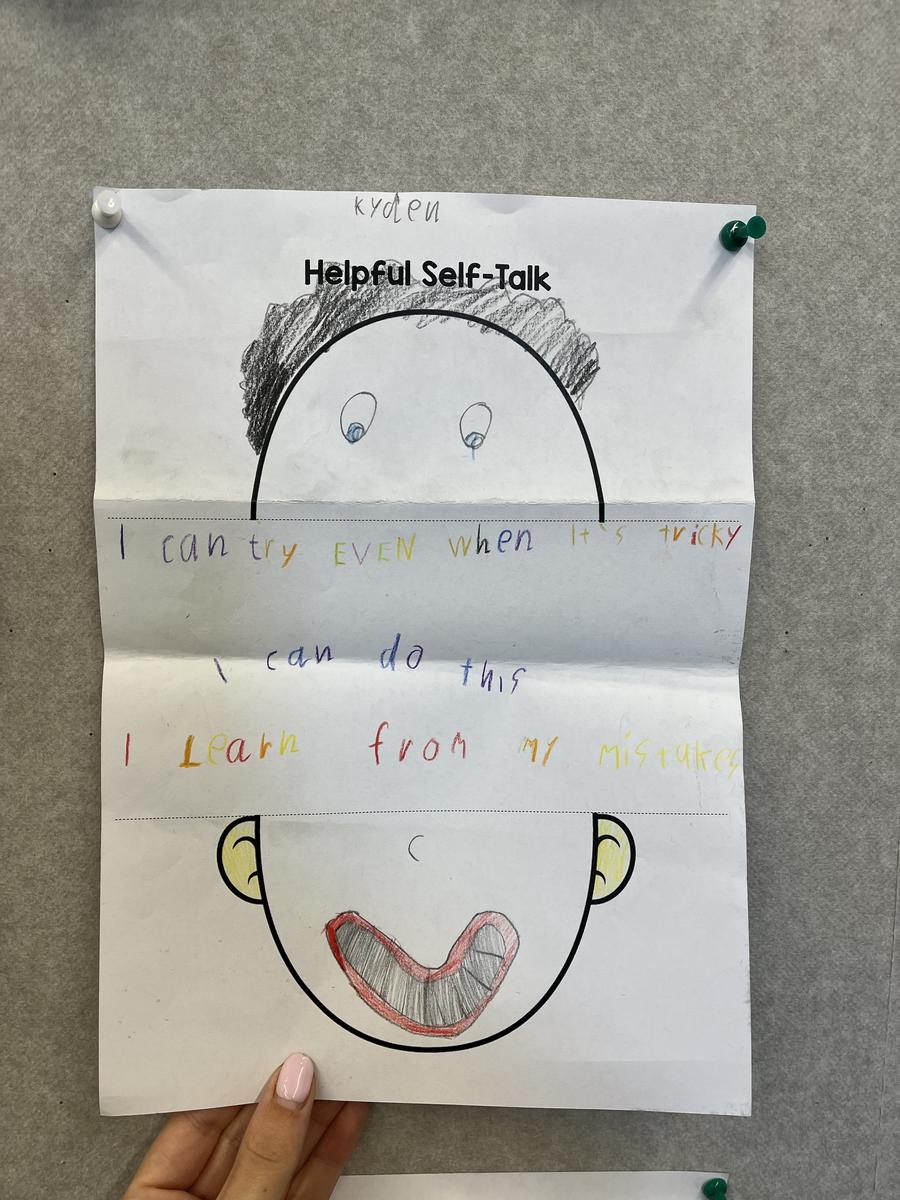 kyden
Helpful Self-Talk
I can try EVEN when It's tricky
I can do this
I Learn from my mistakes